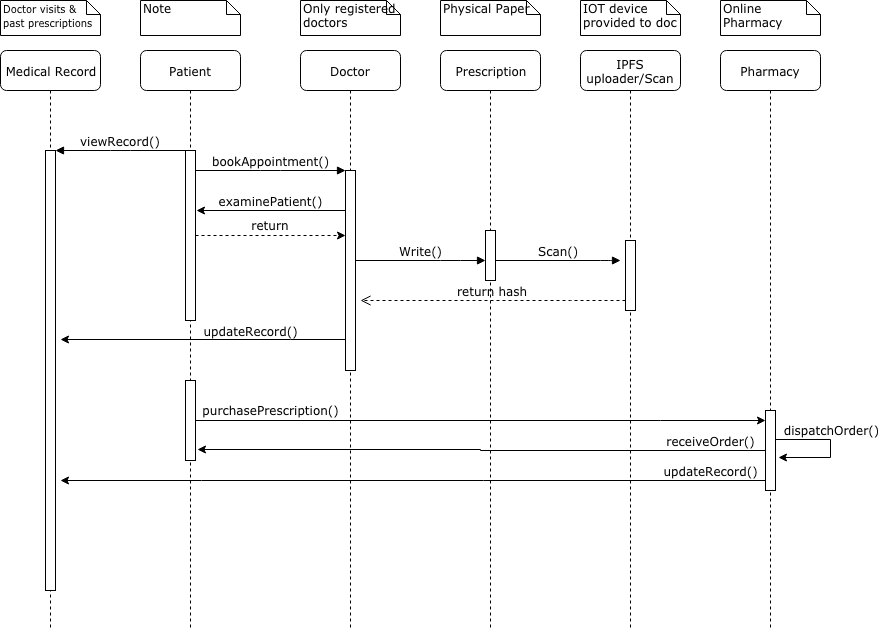 Doctor visits &
past prescriptions
Note
Only registered
doctors
Physical Paper
IOT device
provided to doc
Online
Pharmacy
Medical Record
Patient
Doctor
Prescription
IPFS
uploader/Scan
Pharmacy
viewRecord()
bookAppointment()
examinePatient()
return
Write()
Scan()
return hash
updateRecord()
purchasePrescription()
dispatchOrder()
receiveOrder()
updateRecord()